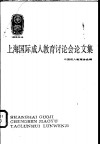 上海国际成人教育讨论会论文集
SHANGHAI GUOJI
CHENGREN JIAOYU
TAOLUNHUI LUNWENJI